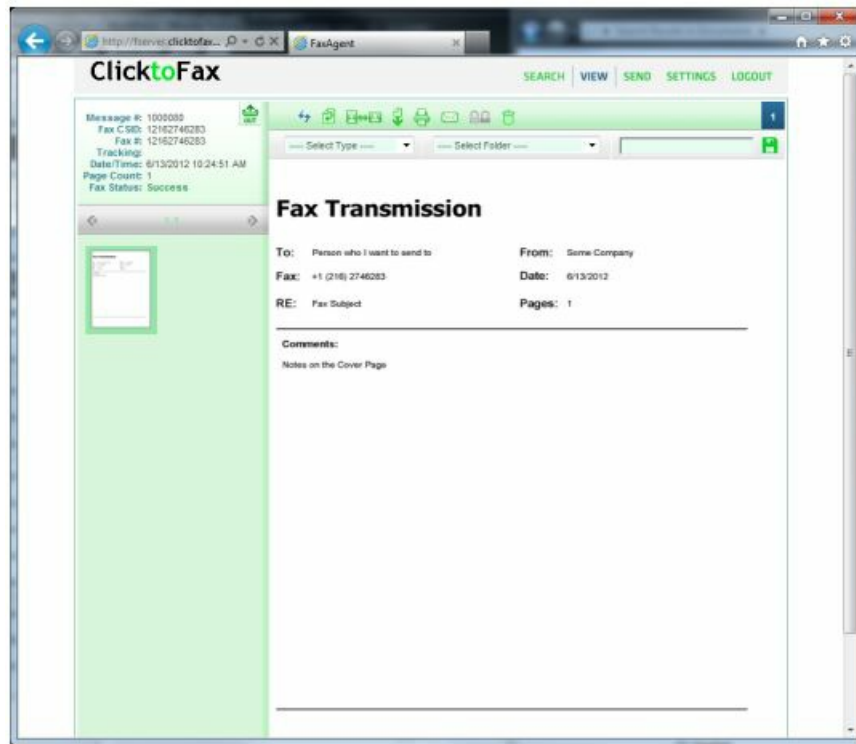 FaxAgent
ClicktoFax
SEARCH VIEW SEND SETTINGS LOGOUT
Message #: 1000080
Fax CSID: 12162746283
Fax #: 12162746283
Tracking:
Date/Time: 6/13/2012 10:24:51 AM
Page Count: 1
Fax Status: Success
OUT
1
---- Select Type ----
---- Select Folder ----
Fax Transmission
To: Person who I want to send to
From: Some Company
Fax: +1 (216) 2746283
Date: 6/13/2012
RE: Fax Subject
Pages: 1
Comments:
Notes on the Cover Page